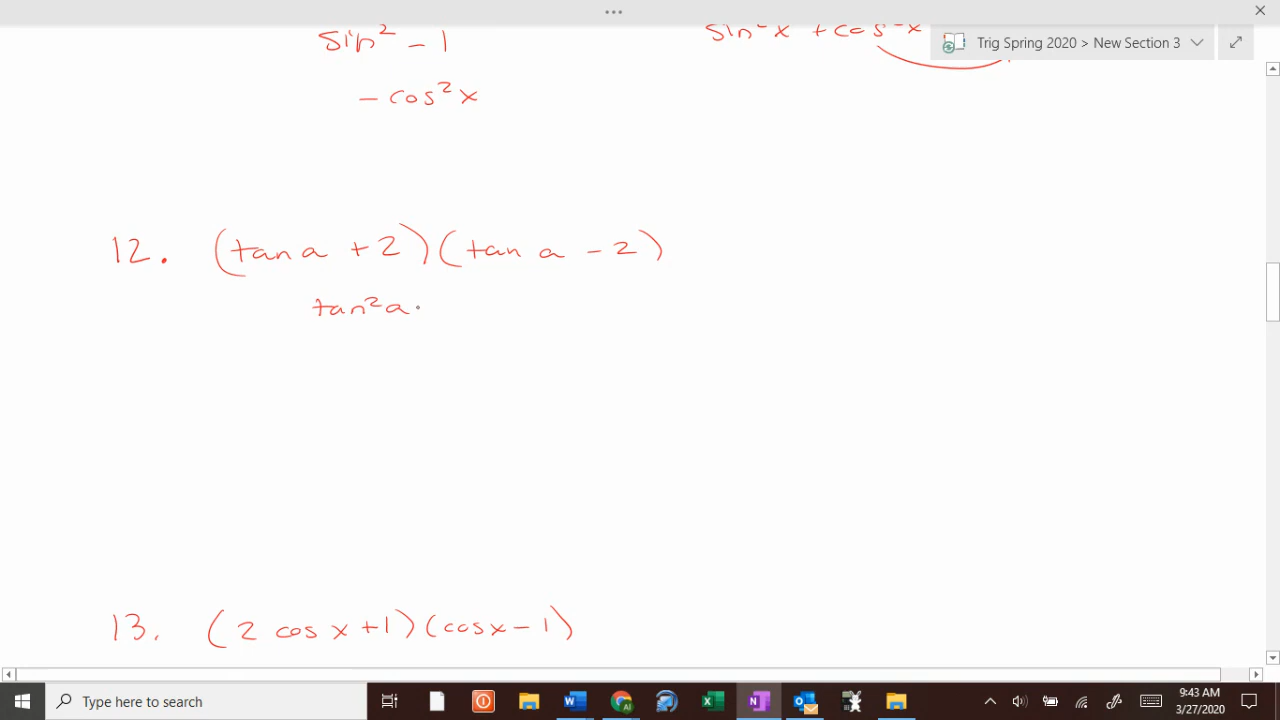 sin² - 1
sin²x + cos²x
Trig Spring 2020 > New Section 3
- cos²x
12. (tan a + 2)(tan a - 2)
tan²a
13. (2 cos x + 1)(cos x - 1)
Type here to search
9:43 AM
3/27/2020